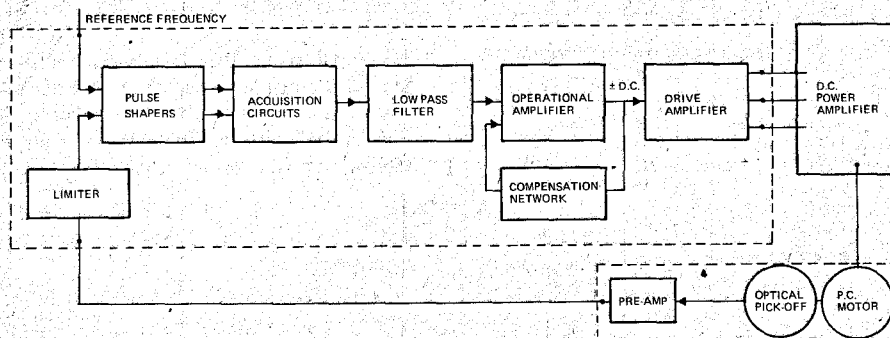 REFERENCE FREQUENCY
PULSE
SHAPERS
ACQUISITION
CIRCUITS
LOW PASS
FILTER
OPERATIONAL
AMPLIFIER
± D.C.
DRIVE
AMPLIFIER
D.C.
POWER
AMPLIFIER
LIMITER
COMPENSATION
NETWORK
PRE-AMP
OPTICAL
PICK-OFF
P.C.
MOTOR